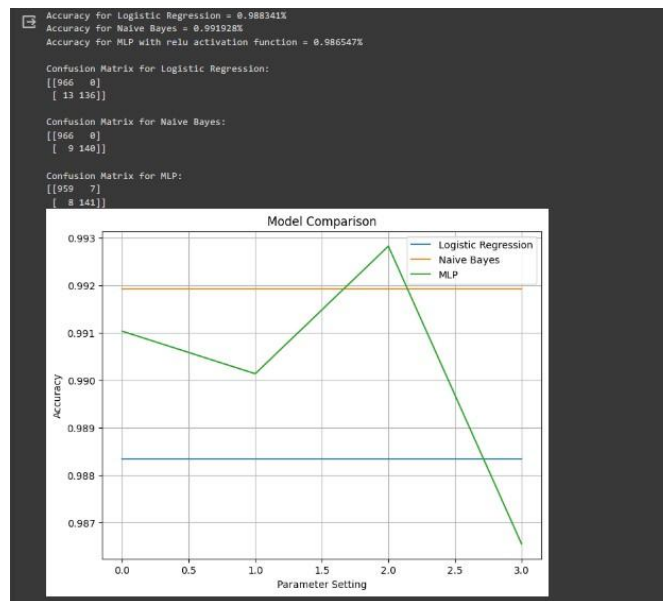 Accuracy for Logistic Regression = 0.988341%
Accuracy for Naive Bayes = 0.991928%
Accuracy for MLP with relu activation function = 0.986547%
Confusion Matrix for Logistic Regression:
[[966   0]
 [ 13 136]]
Confusion Matrix for Naive Bayes:
[[966   0]
 [  9 140]]
Confusion Matrix for MLP:
[[959   7]
 [  8 141]]
Model Comparison
0.993
0.992
0.991
0.990
0.989
0.988
0.987
Accuracy
Logistic Regression
Naive Bayes
MLP
0.0 0.5 1.0 1.5 2.0 2.5 3.0
Parameter Setting